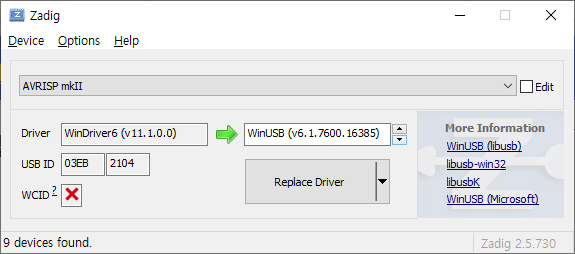 Zadig
Device Options Help
AVRISP mkII
Edit
Driver WinDriver6 (v11.1.0.0) WinUSB (v6.1.7600.16385)
USB ID 03EB 2104
WCID ?
Replace Driver
More Information
WinUSB (libusb)
libusb-win32
libusbK
WinUSB (Microsoft)
9 devices found.
Zadig 2.5.730